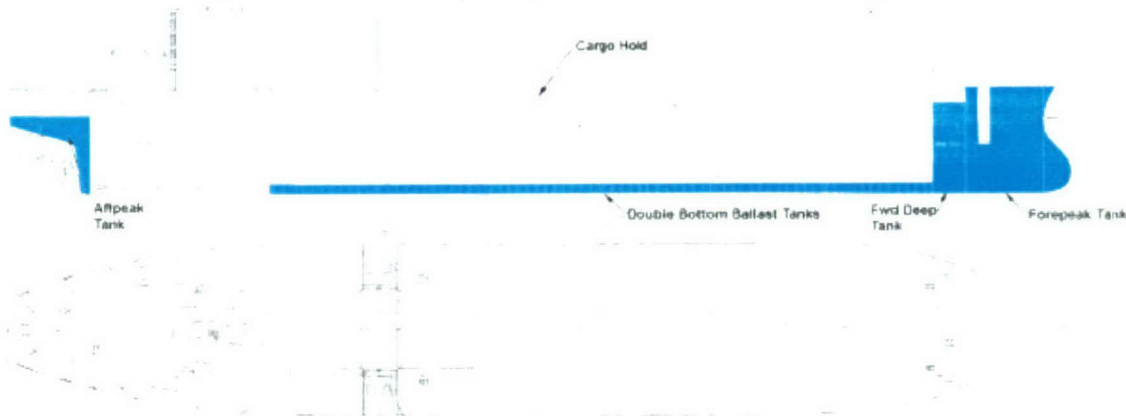 Cargo Hold
Aftpeak
Tank
Double Bottom Ballast Tanks
Fwd Deep
Tank
Forepeak Tank